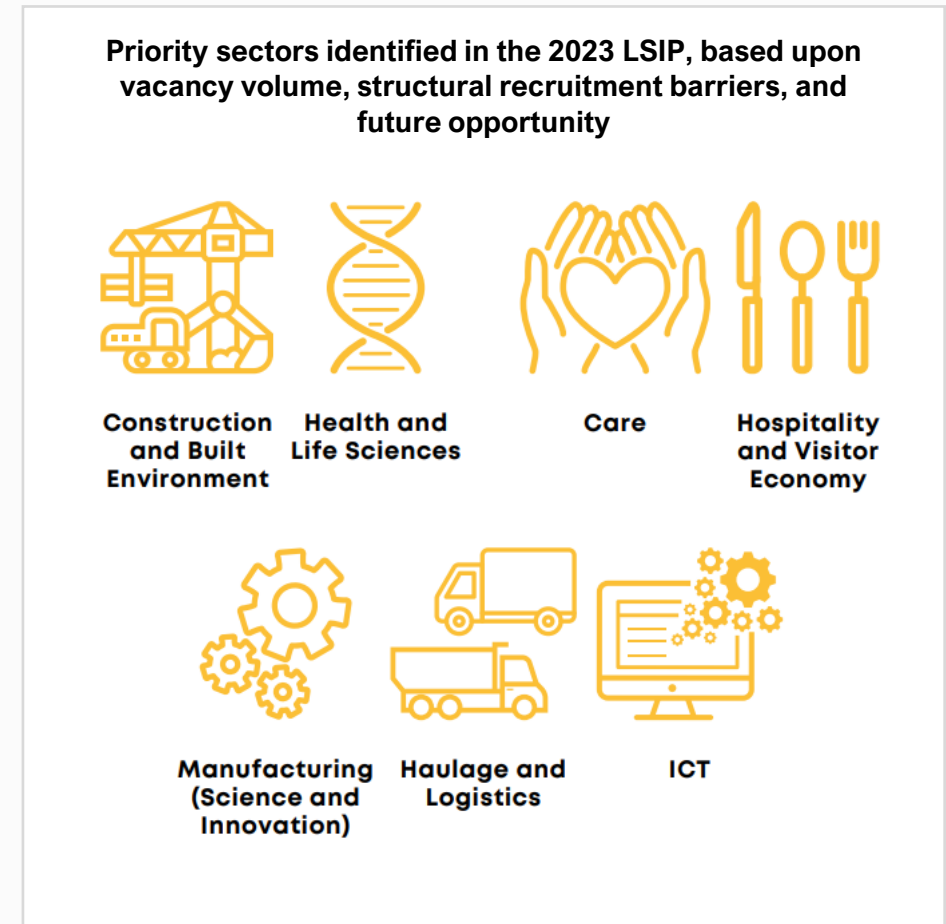 Priority sectors identified in the 2023 LSIP, based upon
vacancy volume, structural recruitment barriers, and
future opportunity
Construction
and Built
Environment
Health and
Life Sciences
Care
Hospitality
and Visitor
Economy
Manufacturing
(Science and
Innovation)
Haulage and
Logistics
ICT